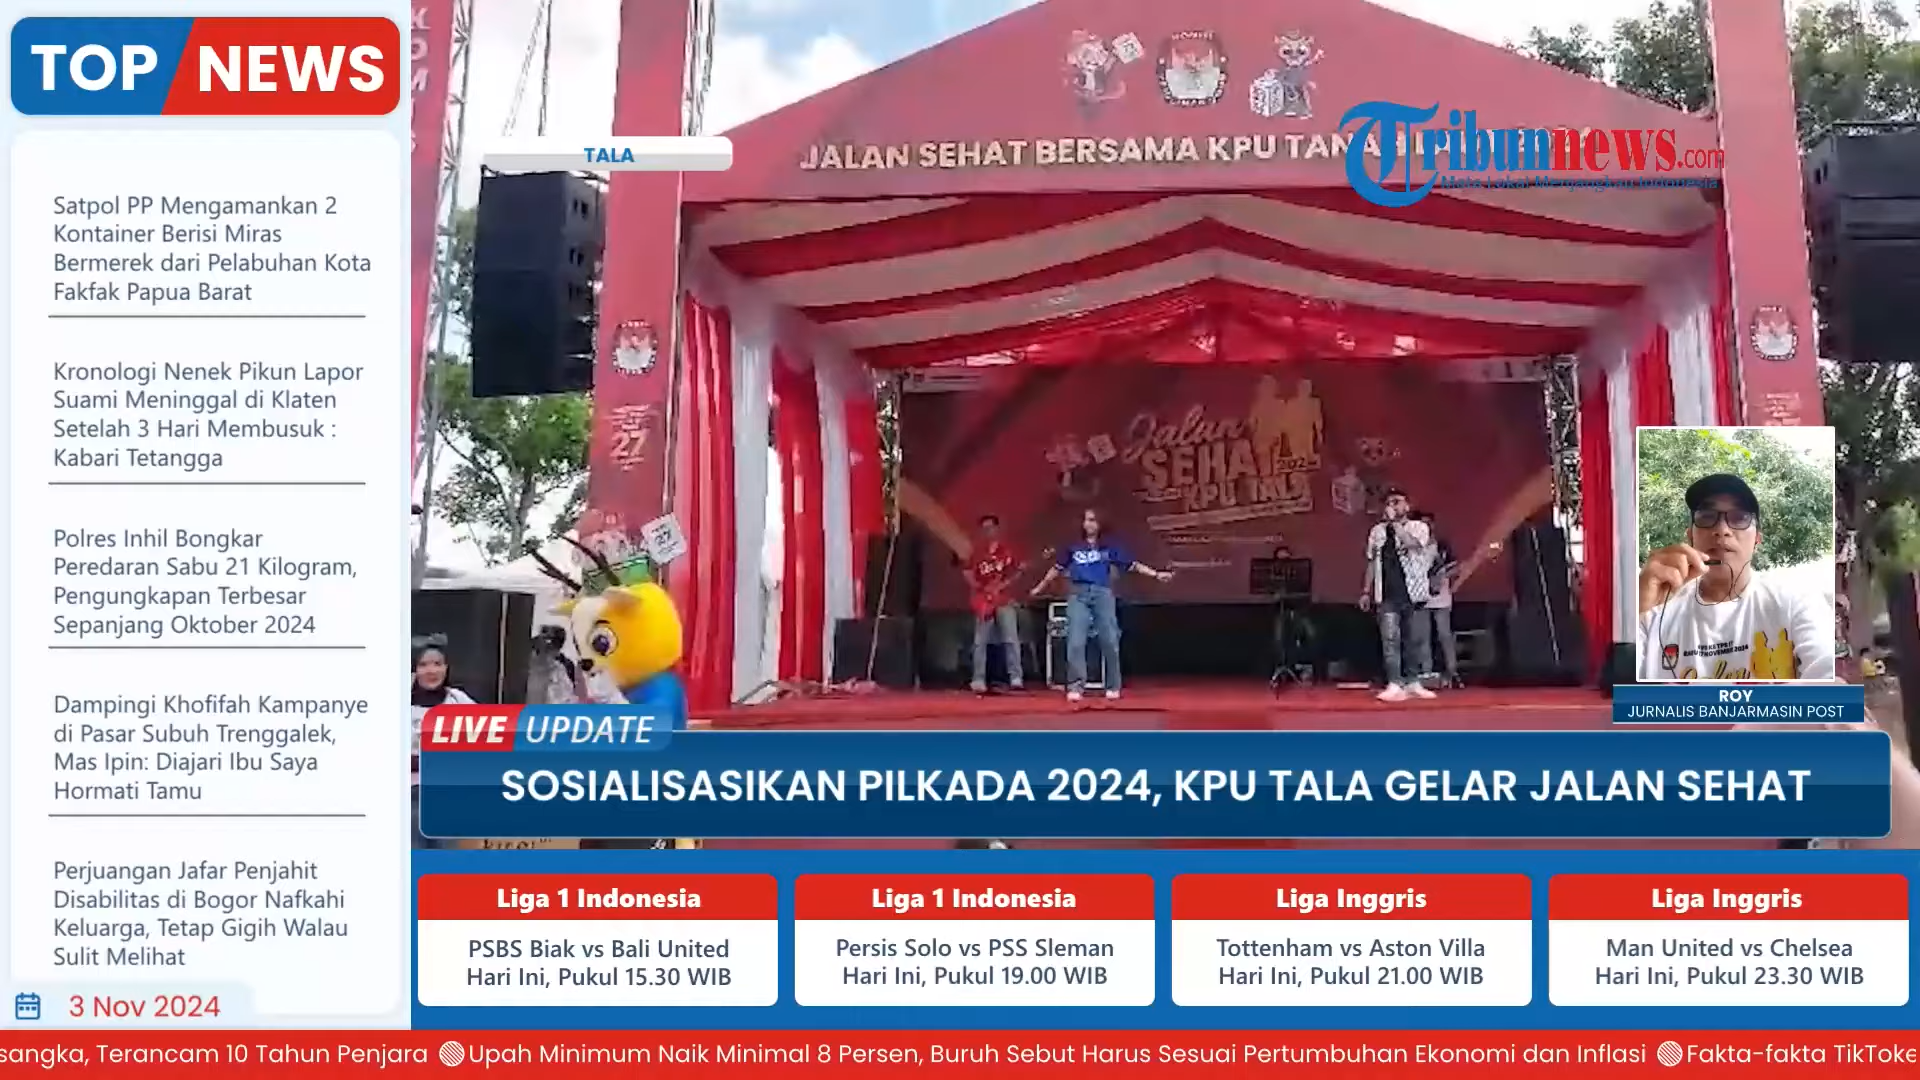 TOP NEWS
Satpol PP Mengamankan 2
Kontainer Berisi Miras
Bermerek dari Pelabuhan Kota
Fakfak Papua Barat
Kronologi Nenek Pikun Lapor
Suami Meninggal di Klaten
Setelah 3 Hari Membusuk :
Kabari Tetangga
Polres Inhil Bongkar
Peredaran Sabu 21 Kilogram,
Pengungkapan Terbesar
Sepanjang Oktober 2024
Dampingi Khofifah Kampanye
di Pasar Subuh Trenggalek,
Mas Ipin: Diajari Ibu Saya
Hormati Tamu
Perjuangan Jafar Penjahit
Disabilitas di Bogor Nafkahi
Keluarga, Tetap Gigih Walau
Sulit Melihat
3 Nov 2024
TALA
JALAN SEHAT BERSAMA KPU
Tribunnews.com
Mata Lokal Menjangkau Indonesia
Jalan
SEHAT
2024
KPU TALA
27
27
ROY
JURNALIS BANJARMASIN POST
LIVE UPDATE
SOSIALISASIKAN PILKADA 2024, KPU TALA GELAR JALAN SEHAT
Liga 1 Indonesia
PSBS Biak vs Bali United
Hari Ini, Pukul 15.30 WIB
Liga 1 Indonesia
Persis Solo vs PSS Sleman
Hari Ini, Pukul 19.00 WIB
Liga Inggris
Tottenham vs Aston Villa
Hari Ini, Pukul 21.00 WIB
Liga Inggris
Man United vs Chelsea
Hari Ini, Pukul 23.30 WIB
sangka, Terancam 10 Tahun Penjara Upah Minimum Naik Minimal 8 Persen, Buruh Sebut Harus Sesuai Pertumbuhan Ekonomi dan Inflasi Fakta-fakta TikToke